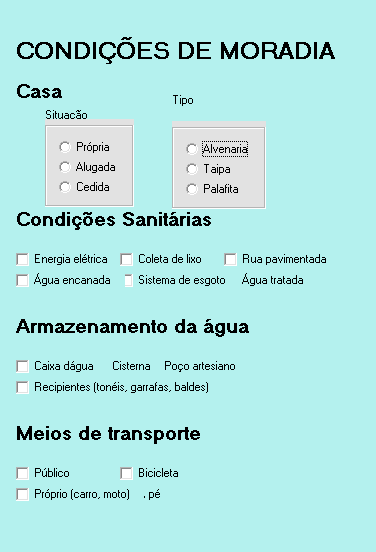 CONDIÇÕES DE MORADIA
Casa
Situacão
Tipo
Própria
Alugada
Cedida
Alvenaria
Taipa
Palafita
Condições Sanitárias
Energia elétrica Coleta de lixo Rua pavimentada
Água encanada Sistema de esgoto Água tratada
Armazenamento da água
Caixa dágua Cisterna Poço artesiano
Recipientes (tonéis, garrafas, baldes)
Meios de transporte
Público Bicicleta
Próprio (carro, moto) . pé